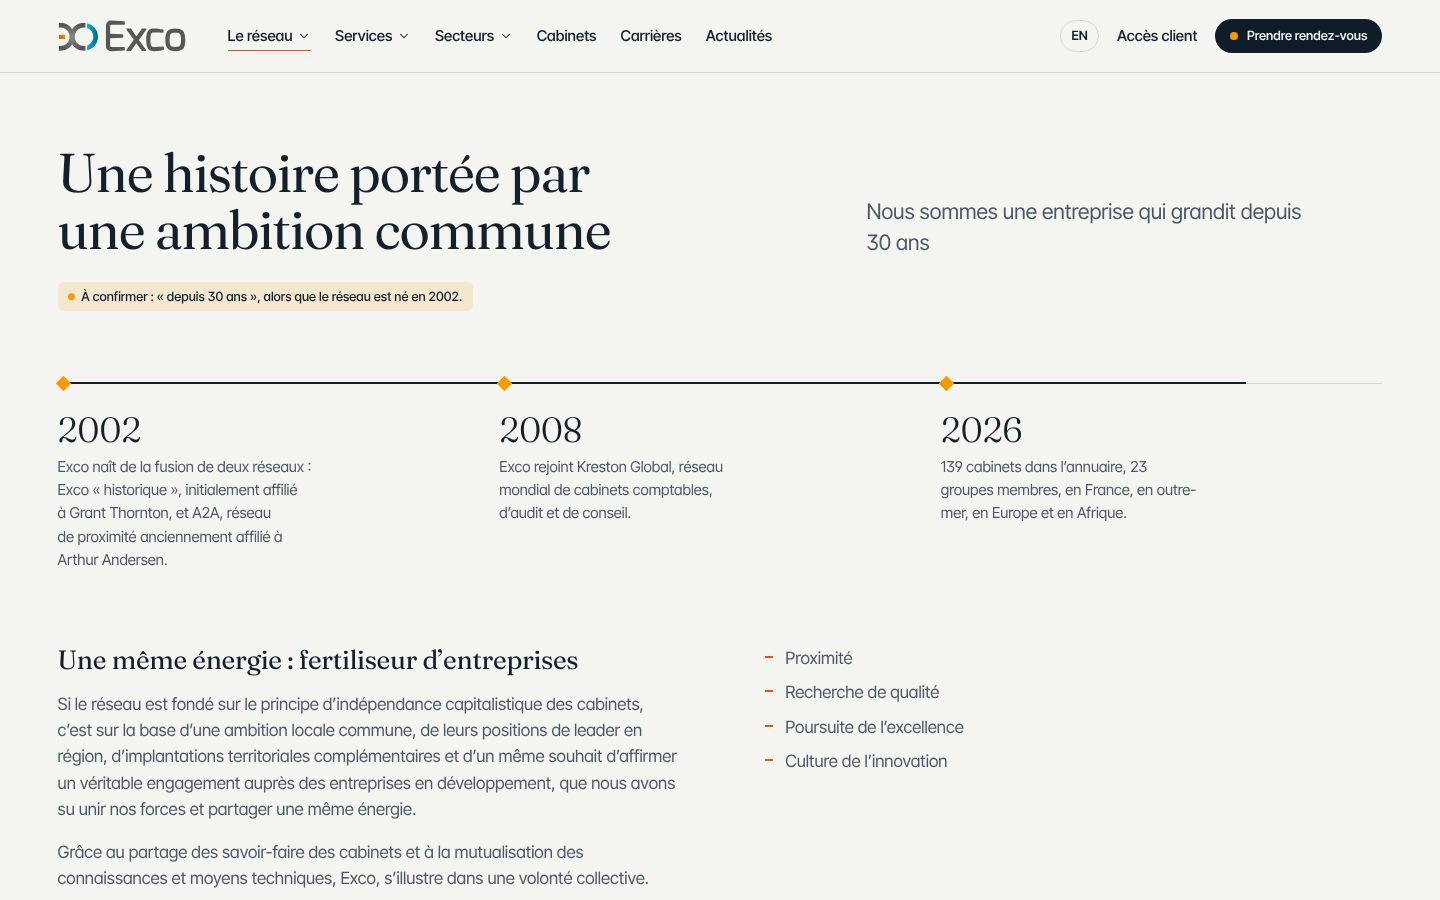 Exco
Le réseau
Services
Secteurs
Cabinets
Carrières
Actualités
EN
Accès client
Prendre rendez-vous
Une histoire portée par
une ambition commune
Nous sommes une entreprise qui grandit depuis
30 ans
À confirmer : « depuis 30 ans », alors que le réseau est né en 2002.
2002
Exco naît de la fusion de deux réseaux :
Exco « historique », initialement affilié
à Grant Thornton, et A2A, réseau
de proximité anciennement affilié à
Arthur Andersen.
2008
Exco rejoint Kreston Global, réseau
mondial de cabinets comptables,
d’audit et de conseil.
2026
139 cabinets dans l’annuaire, 23
groupes membres, en France, en outre-
mer, en Europe et en Afrique.
Une même énergie : fertiliseur d’entreprises
Si le réseau est fondé sur le principe d’indépendance capitalistique des cabinets,
c’est sur la base d’une ambition locale commune, de leurs positions de leader en
région, d’implantations territoriales complémentaires et d’un même souhait d’affirmer
un véritable engagement auprès des entreprises en développement, que nous avons
su unir nos forces et partager une même énergie.
Grâce au partage des savoir-faire des cabinets et à la mutualisation des
connaissances et moyens techniques, Exco, s’illustre dans une volonté collective.
Proximité
Recherche de qualité
Poursuite de l’excellence
Culture de l’innovation